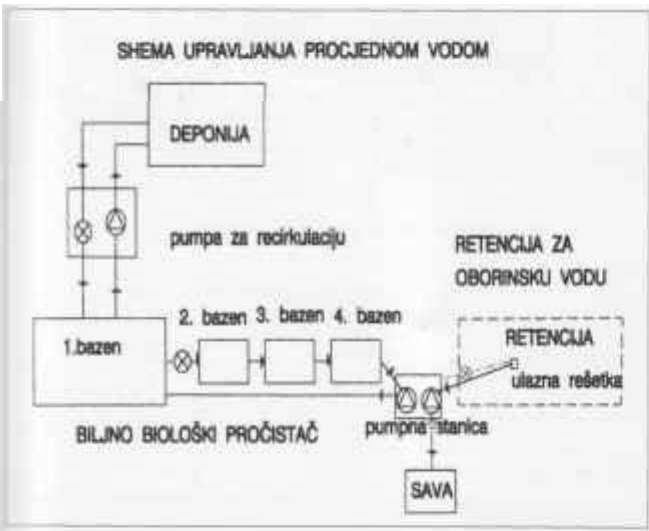 SHEMA UPRAVLJANJA PROCJEDNOM VODOM
DEPONIJA
pumpa za recirkulaciju
RETENCIJA ZA
OBORINSKU VODU
2. bazen 3. bazen 4. bazen
1.bazen
RETENCIJA
ulazna rešetka
BILJNO BIOLOŠKI PROČISTAČ
pumpna stanica
SAVA